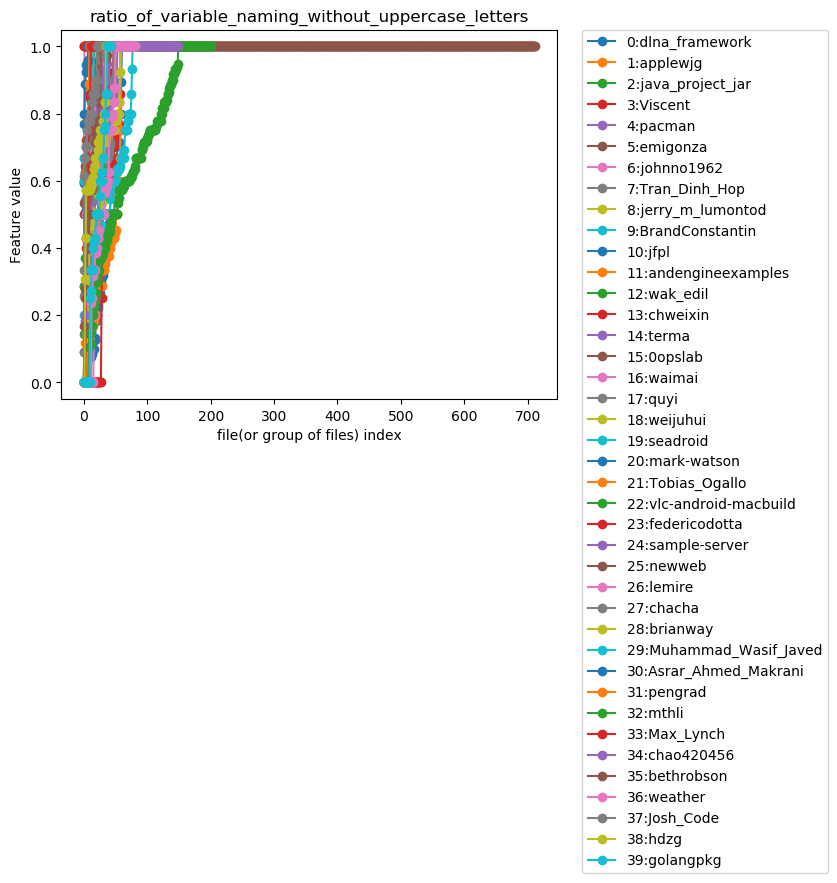 ratio_of_variable_naming_without_uppercase_letters
1.0
0.8
0.6
0.4
0.2
0.0
Feature value
0 100 200 300 400 500 600 700
file(or group of files) index
0:dlna_framework
1:applewjg
2:java_project_jar
3:Viscent
4:pacman
5:emigonza
6:johnno1962
7:Tran_Dinh_Hop
8:jerry_m_lumontod
9:BrandConstantin
10:jfpl
11:andengineexamples
12:wak_edil
13:chweixin
14:terma
15:0opslab
16:waimai
17:quyi
18:weijuhui
19:seadroid
20:mark-watson
21:Tobias_Ogallo
22:vlc-android-macbuild
23:federicodotta
24:sample-server
25:newweb
26:lemire
27:chacha
28:brianway
29:Muhammad_Wasif_Javed
30:Asrar_Ahmed_Makrani
31:pengrad
32:mthli
33:Max_Lynch
34:chao420456
35:bethrobson
36:weather
37:Josh_Code
38:hdzg
39:golangpkg